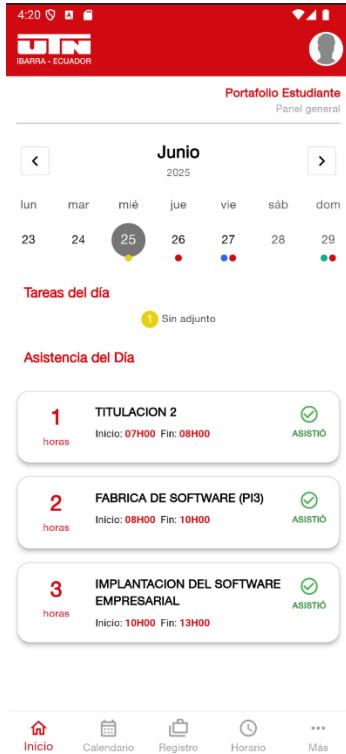 4:20
UTN
IBARRA - ECUADOR
Portafolio Estudiante
Panel general
Junio
2025
lun mar mié jue vie sáb dom
23 24 25 26 27 28 29
Tareas del día
1 Sin adjunto
Asistencia del Día
1
horas
TITULACION 2
Inicio: 07H00 Fin: 08H00
ASISTIÓ
2
horas
FABRICA DE SOFTWARE (PI3)
Inicio: 08H00 Fin: 10H00
ASISTIÓ
3
horas
IMPLANTACION DEL SOFTWARE
EMPRESARIAL
Inicio: 10H00 Fin: 13H00
ASISTIÓ
Inicio Calendario Registro Horario Más